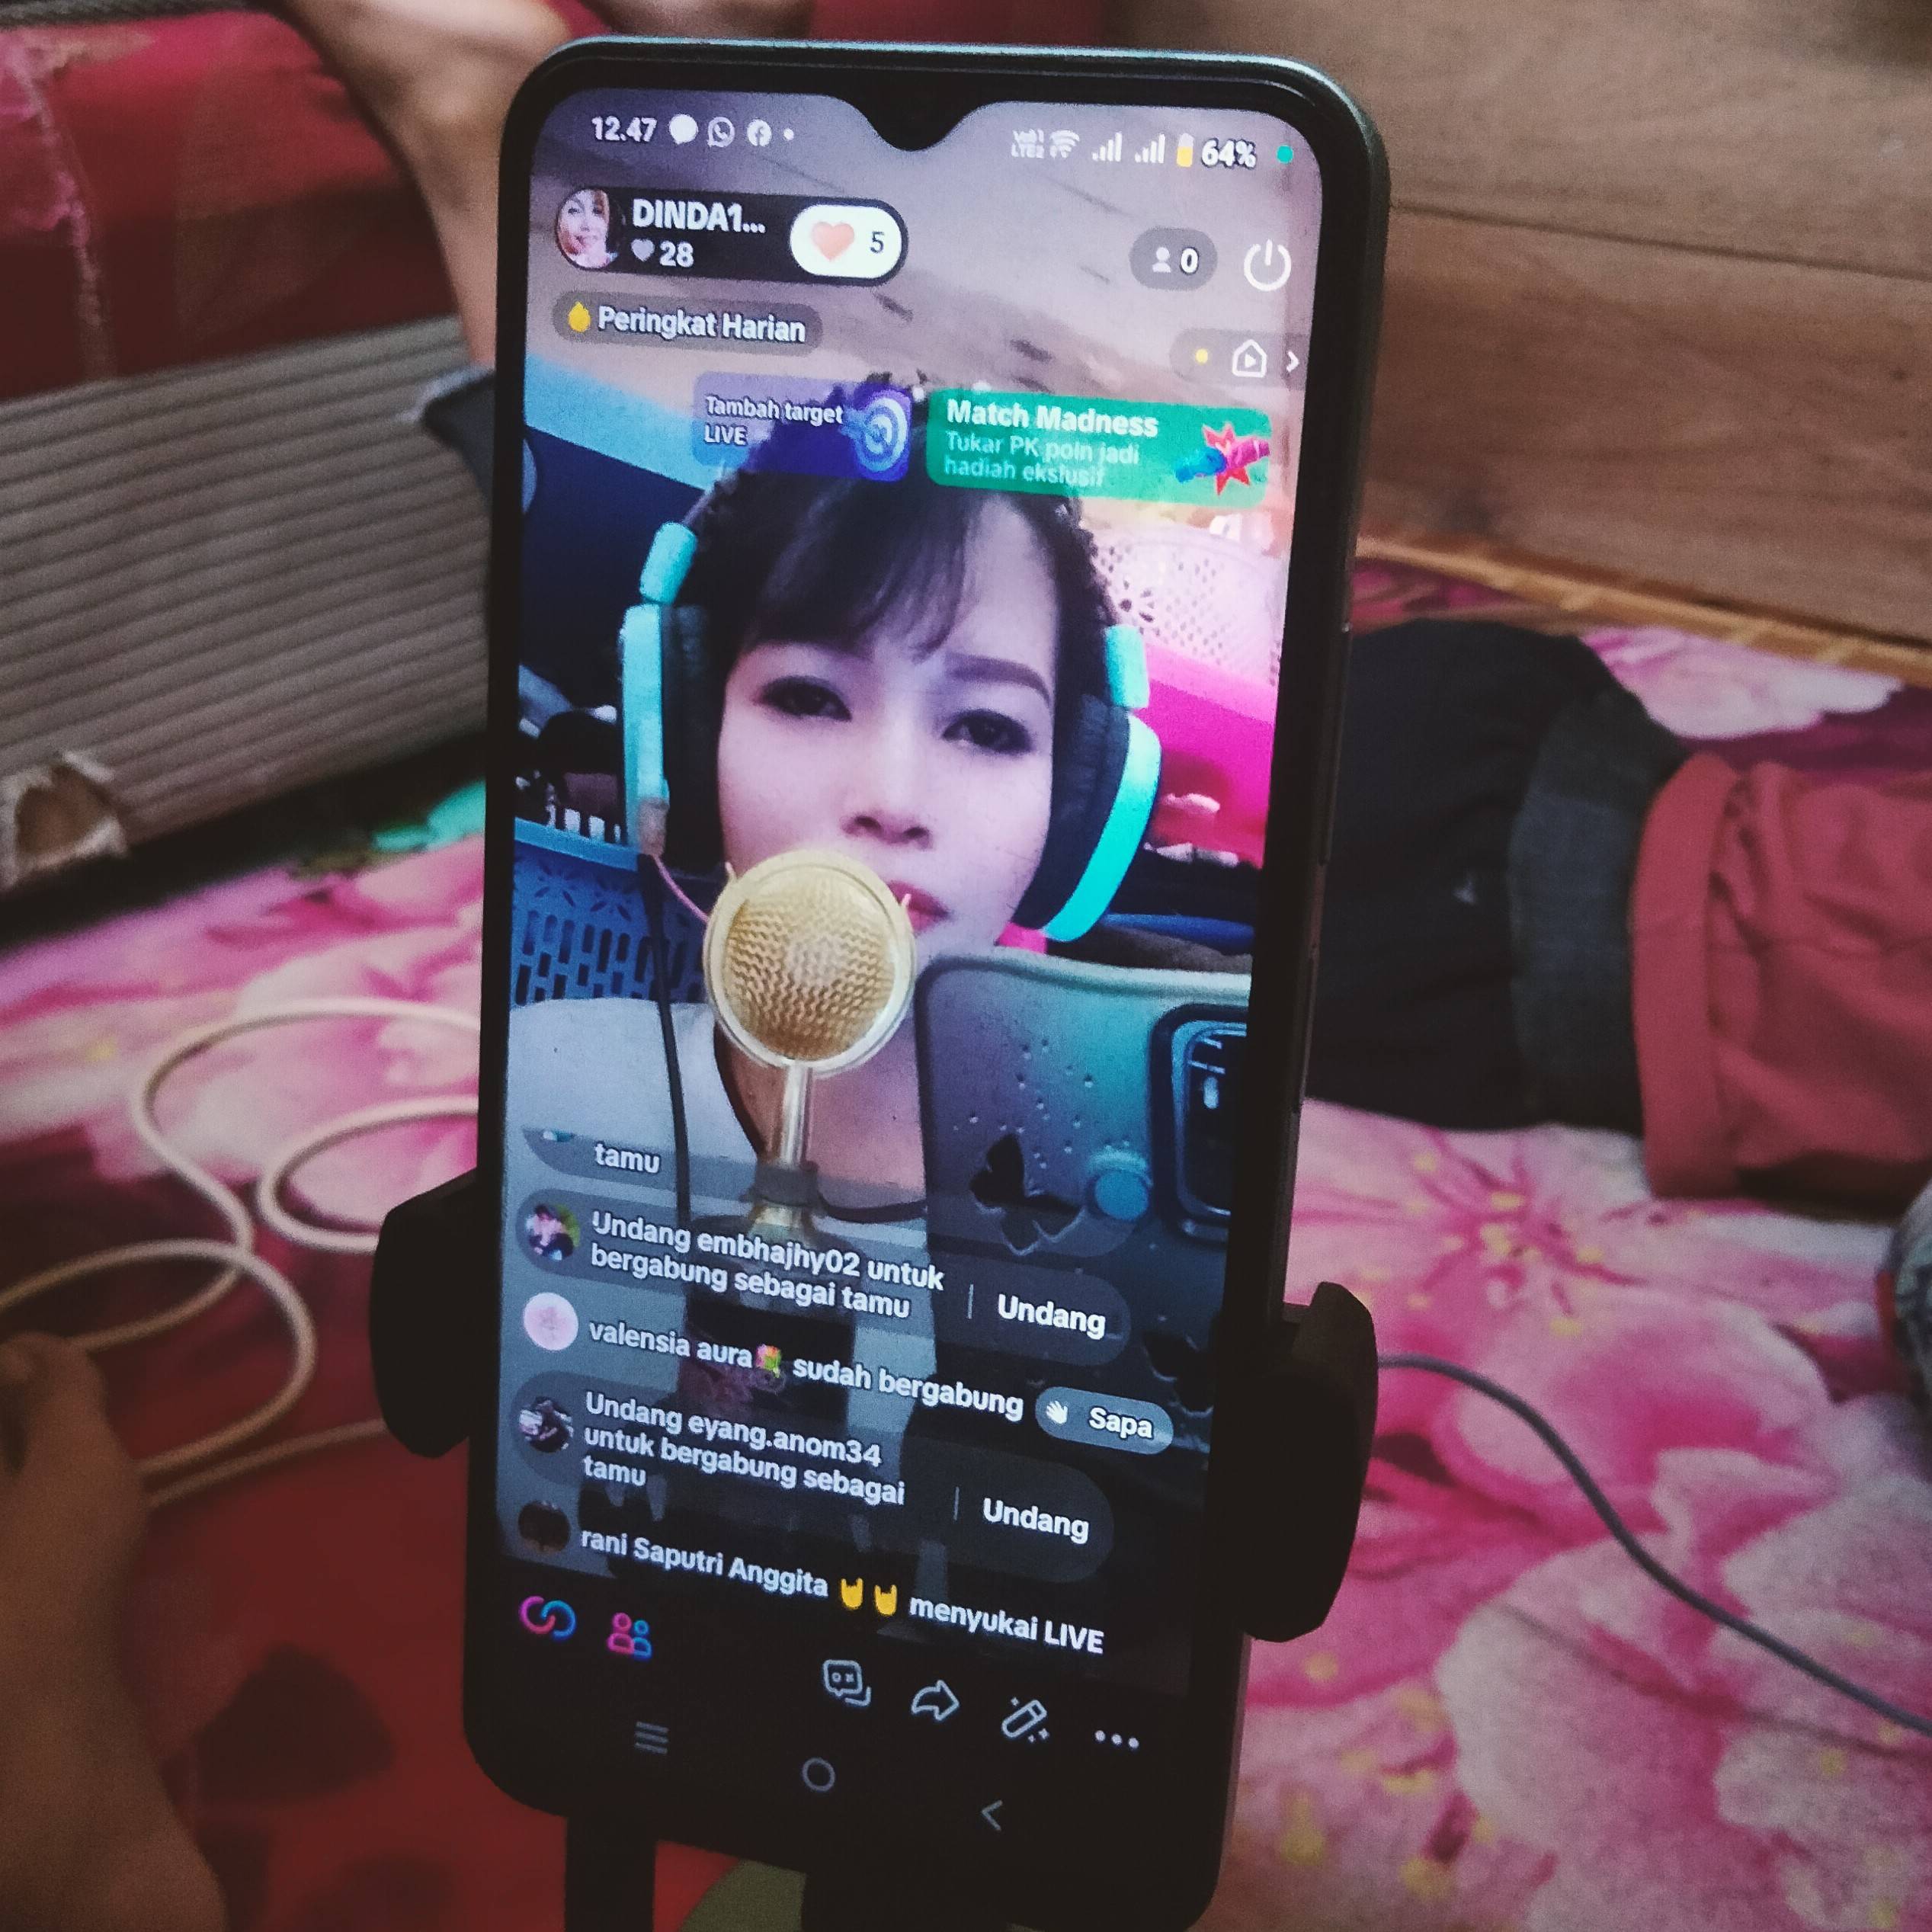 12.47
64%
DINDA1...
28
5
0
Peringkat Harian
Tambah target
LIVE
Match Madness
Tukar PK poin jadi
hadiah ekslusif
tamu
Undang embhajhy02 untuk
bergabung sebagai tamu
Undang
valensia aura💐 sudah bergabung
👋 Sapa
Undang eyang.anom34
untuk bergabung sebagai
tamu
Undang
rani Saputri Anggita 🤘🤘 menyukai LIVE